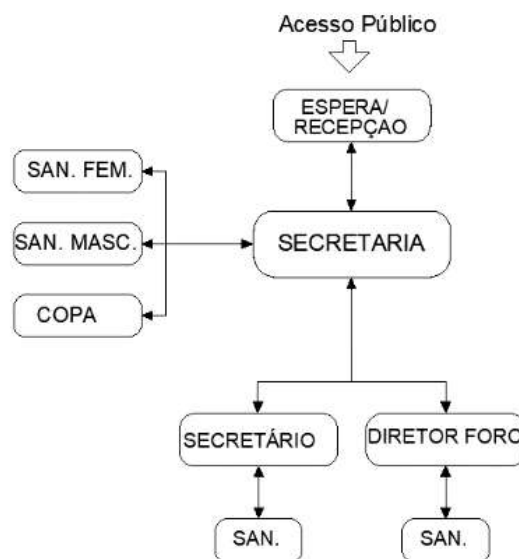 Acesso Público
ESPERA/
RECEPÇAO
SAN. FEM.
SAN. MASC.
COPA
SECRETARIA
SECRETÁRIO
DIRETOR FORO
SAN.
SAN.